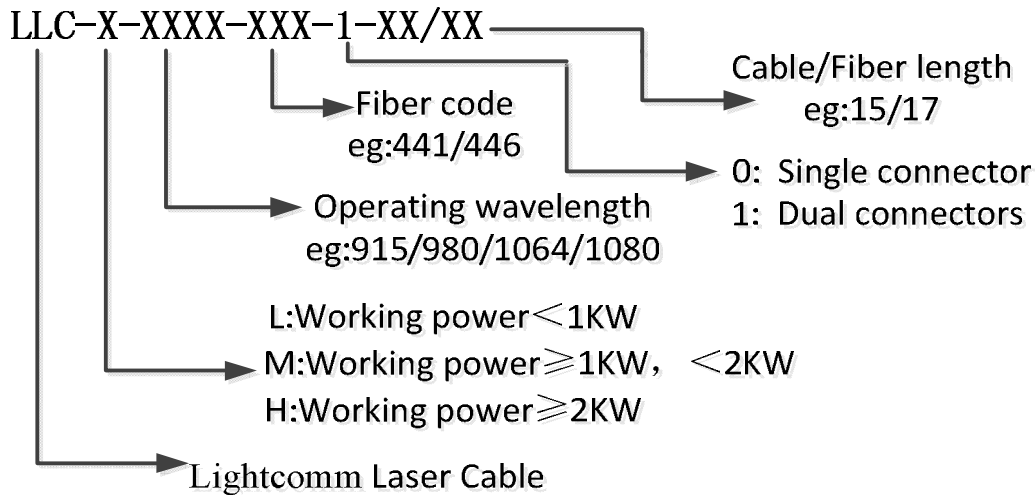 LLC-X-XXXX-XXX-1-XX/XX
Cable/Fiber length
eg:15/17
Fiber code
eg:441/446
0: Single connector
1: Dual connectors
Operating wavelength
eg:915/980/1064/1080
L:Working power＜1KW
M:Working power≥1KW，＜2KW
H:Working power≥2KW
Lightcomm Laser Cable